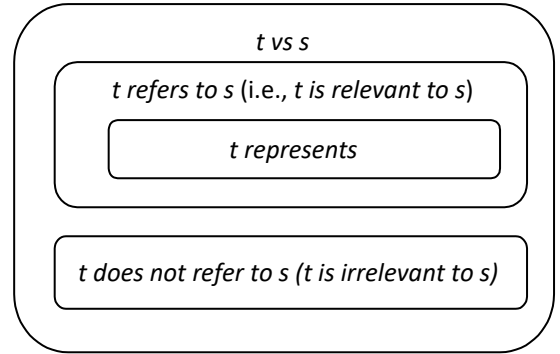 t vs s
t refers to s (i.e., t is relevant to s)
t represents
t does not refer to s (t is irrelevant to s)